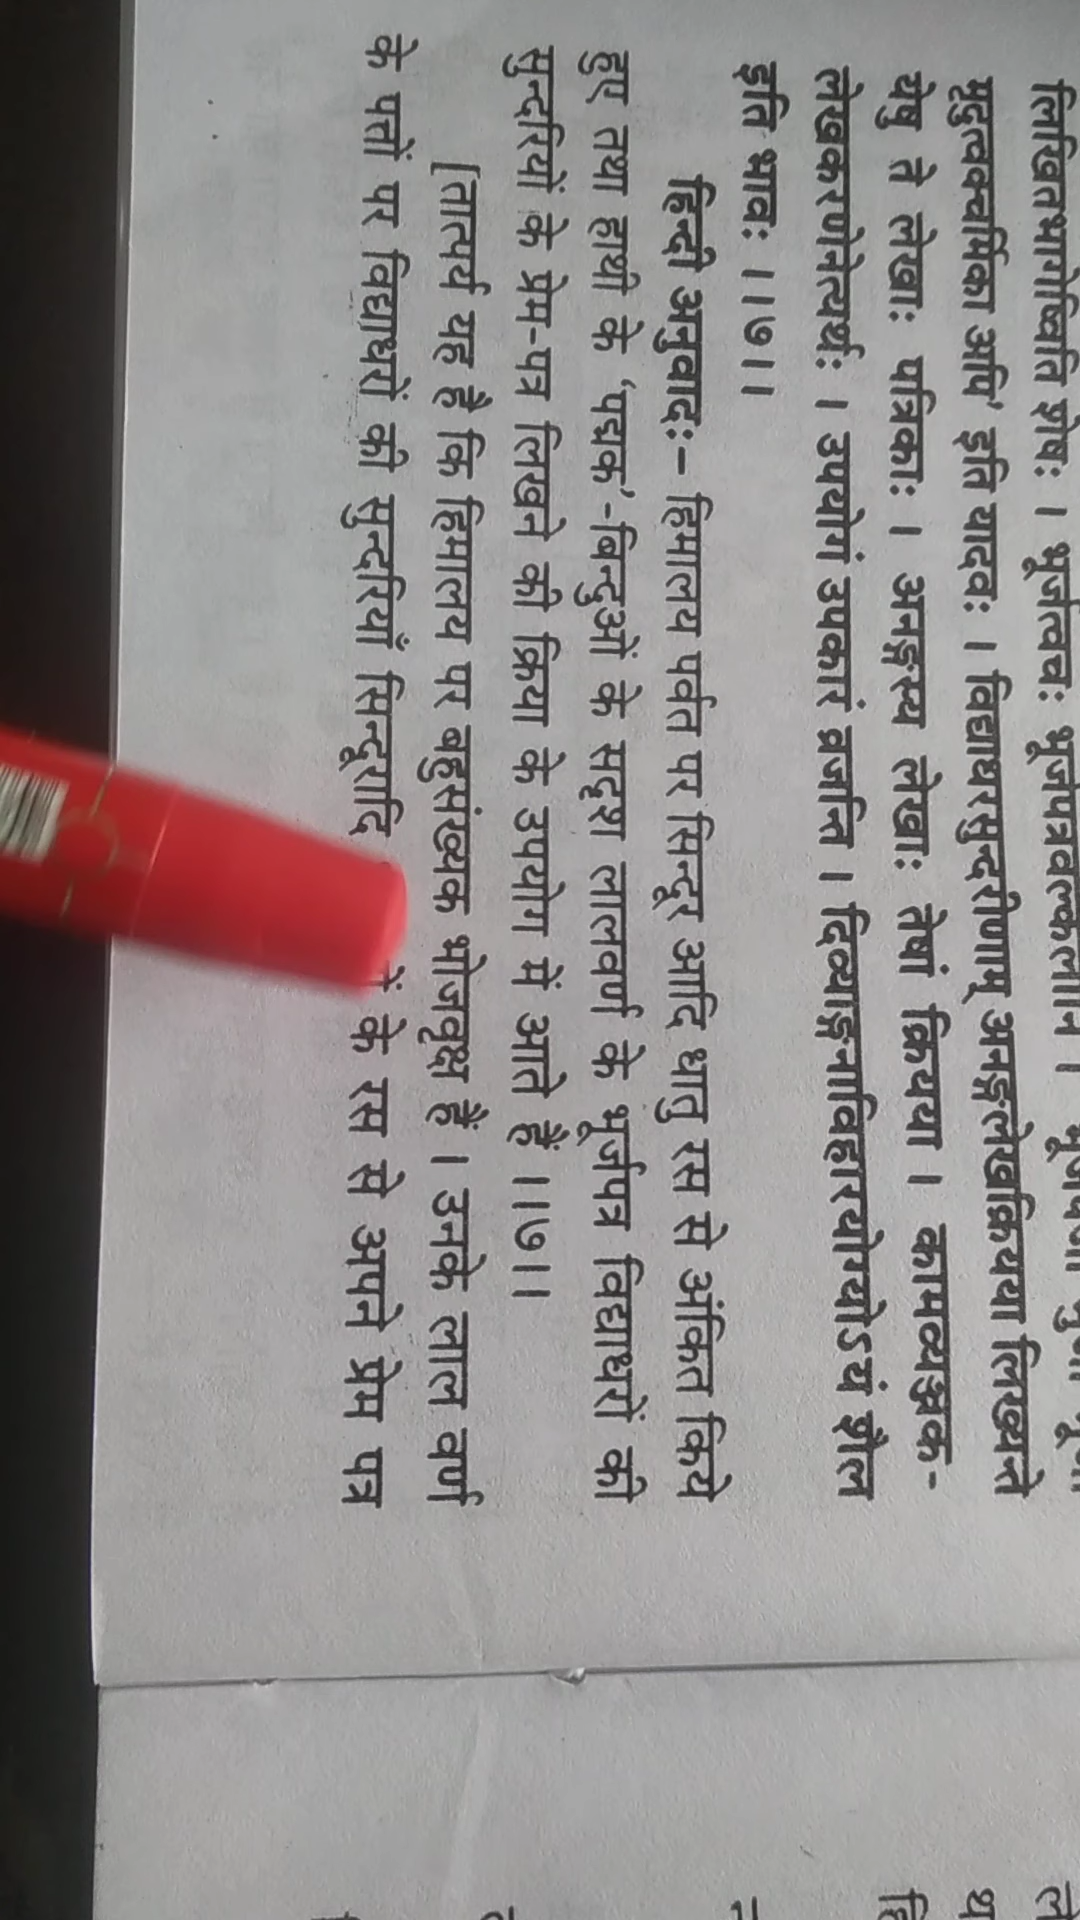 लिखितभागेष्विति शेषः । भूर्जत्वचः भूर्जपत्रवल्कलानि ।
मृदुत्वक्चर्मिका अपि' इति यादवः । विद्याधरसुन्दरीणाम् अनङ्गलेखक्रियया लिख्यन्ते
येषु ते लेखाः पत्रिकाः । अनङ्गस्य लेखाः तेषां क्रियया । कामव्यञ्जक-
लेखकरणेनेत्यर्थः । उपयोगं उपकारं व्रजन्ति । दिव्याङ्गनाविहारयोग्योऽयं शैल
इति भावः ।।७।।
हिन्दी अनुवादः- हिमालय पर्वत पर सिन्दूर आदि धातु रस से अंकित किये
हुए तथा हाथी के 'पद्मक'-बिन्दुओं के सदृश लालवर्ण के भूर्जपत्र विद्याधरों की
सुन्दरियों के प्रेम-पत्र लिखने की क्रिया के उपयोग में आते हैं ।।७।।
[तात्पर्य यह है कि हिमालय पर बहुसंख्यक भोजवृक्ष हैं । उनके लाल वर्ण
के पत्तों पर विद्याधरों की सुन्दरियाँ सिन्दूरादि के रस से अपने प्रेम पत्र